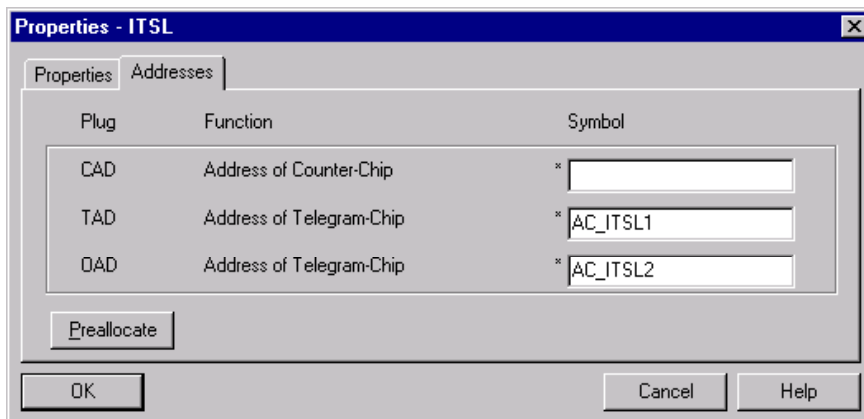 Properties - ITSL
Properties Addresses
Plug Function Symbol
CAD Address of Counter-Chip *
TAD Address of Telegram-Chip * AC_ITSL1
OAD Address of Telegram-Chip * AC_ITSL2
Preallocate
OK Cancel Help